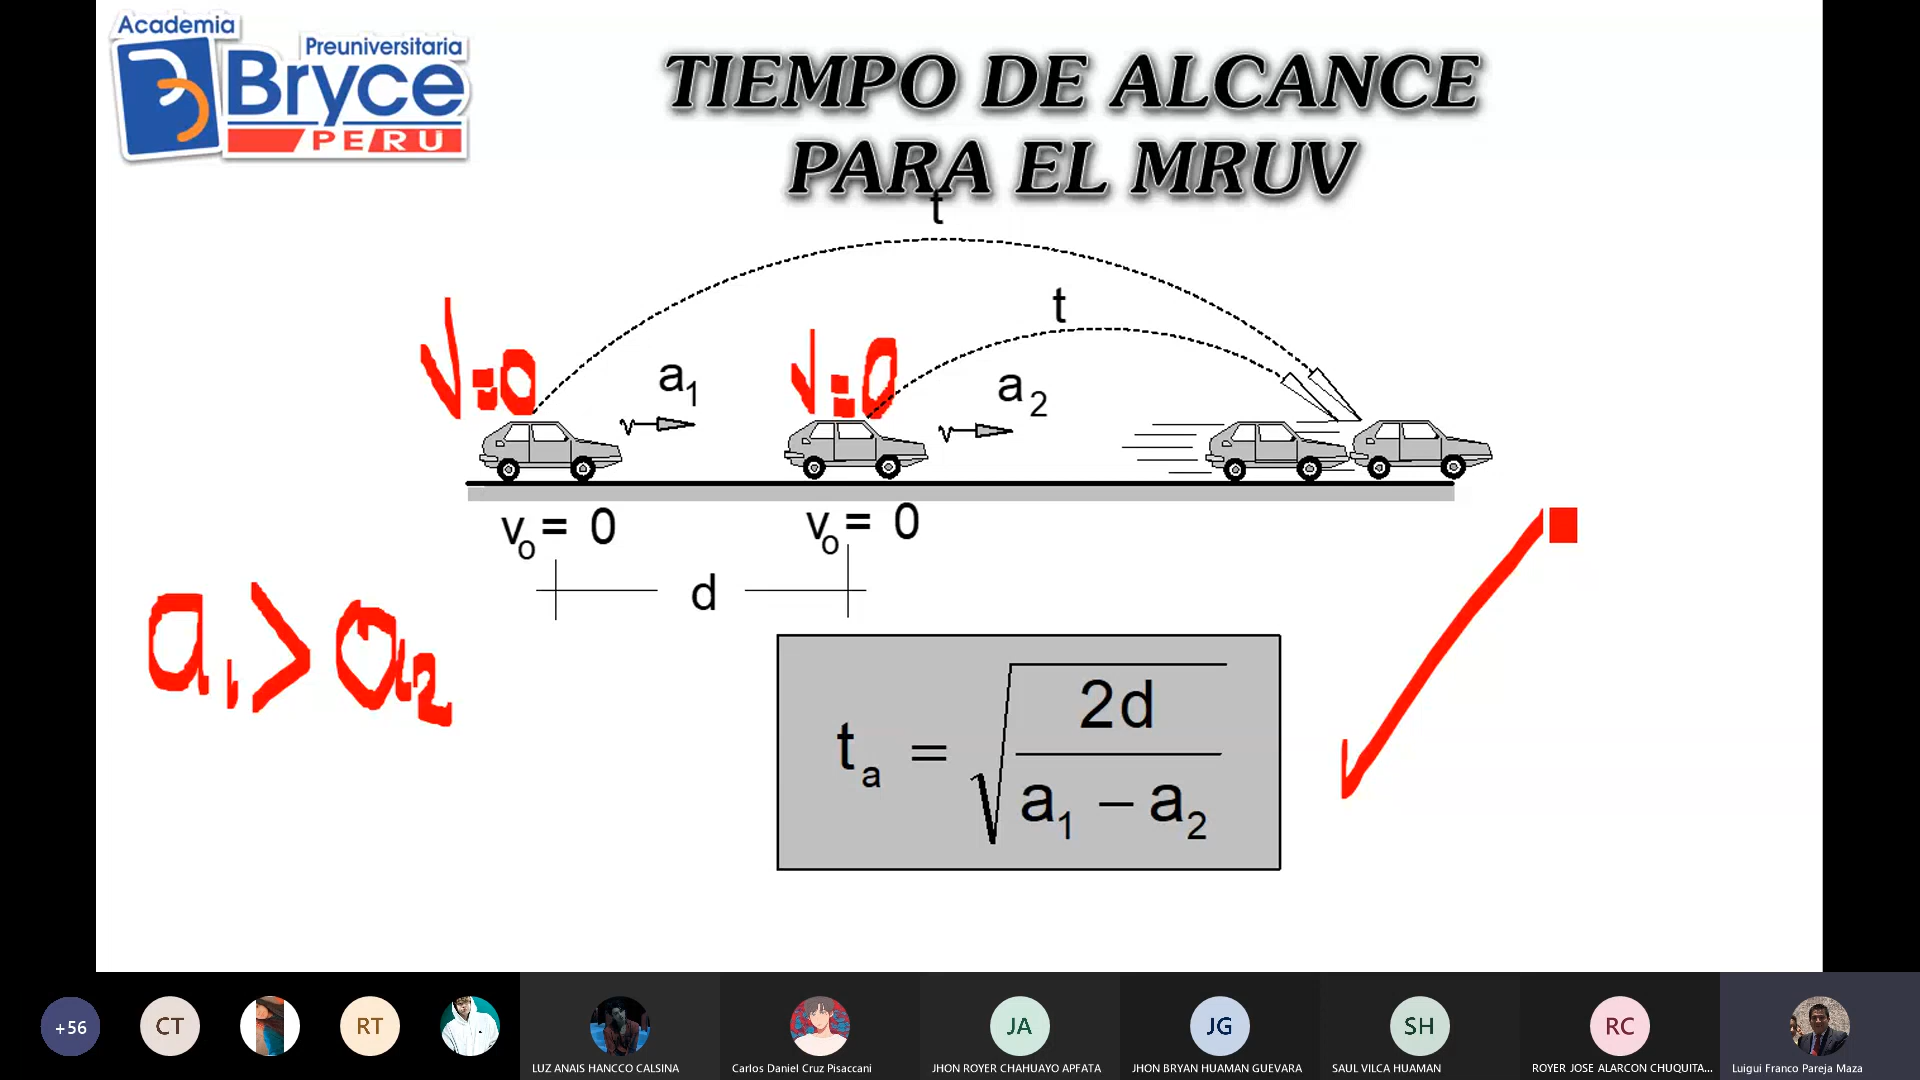 Academia
Preuniversitaria
Bryce
PERU
TIEMPO DE ALCANCE
PARA EL MRUV
t
t
V=0
a1
V=0
a2
vo = 0
vo = 0
d
a1 > a2
ta = √ 2d / a1 – a2
+56
CT
RT
JA
JG
SH
RC
LUZ ANAIS HANCCO CALSINA
Carlos Daniel Cruz Pisaccani
JHON ROYER CHAHUAYO APFATA
JHON BRYAN HUAMAN GUEVARA
SAUL VILCA HUAMAN
ROYER JOSE ALARCON CHUQUITA...
Luigui Franco Pareja Maza